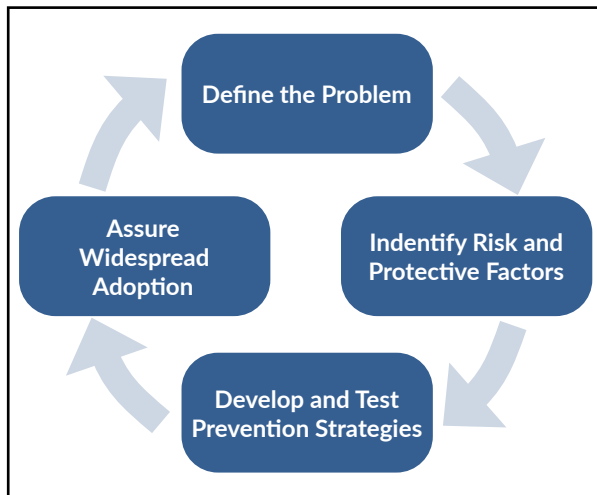 Define the Problem
Indentify Risk and
Protective Factors
Develop and Test
Prevention Strategies
Assure
Widespread
Adoption